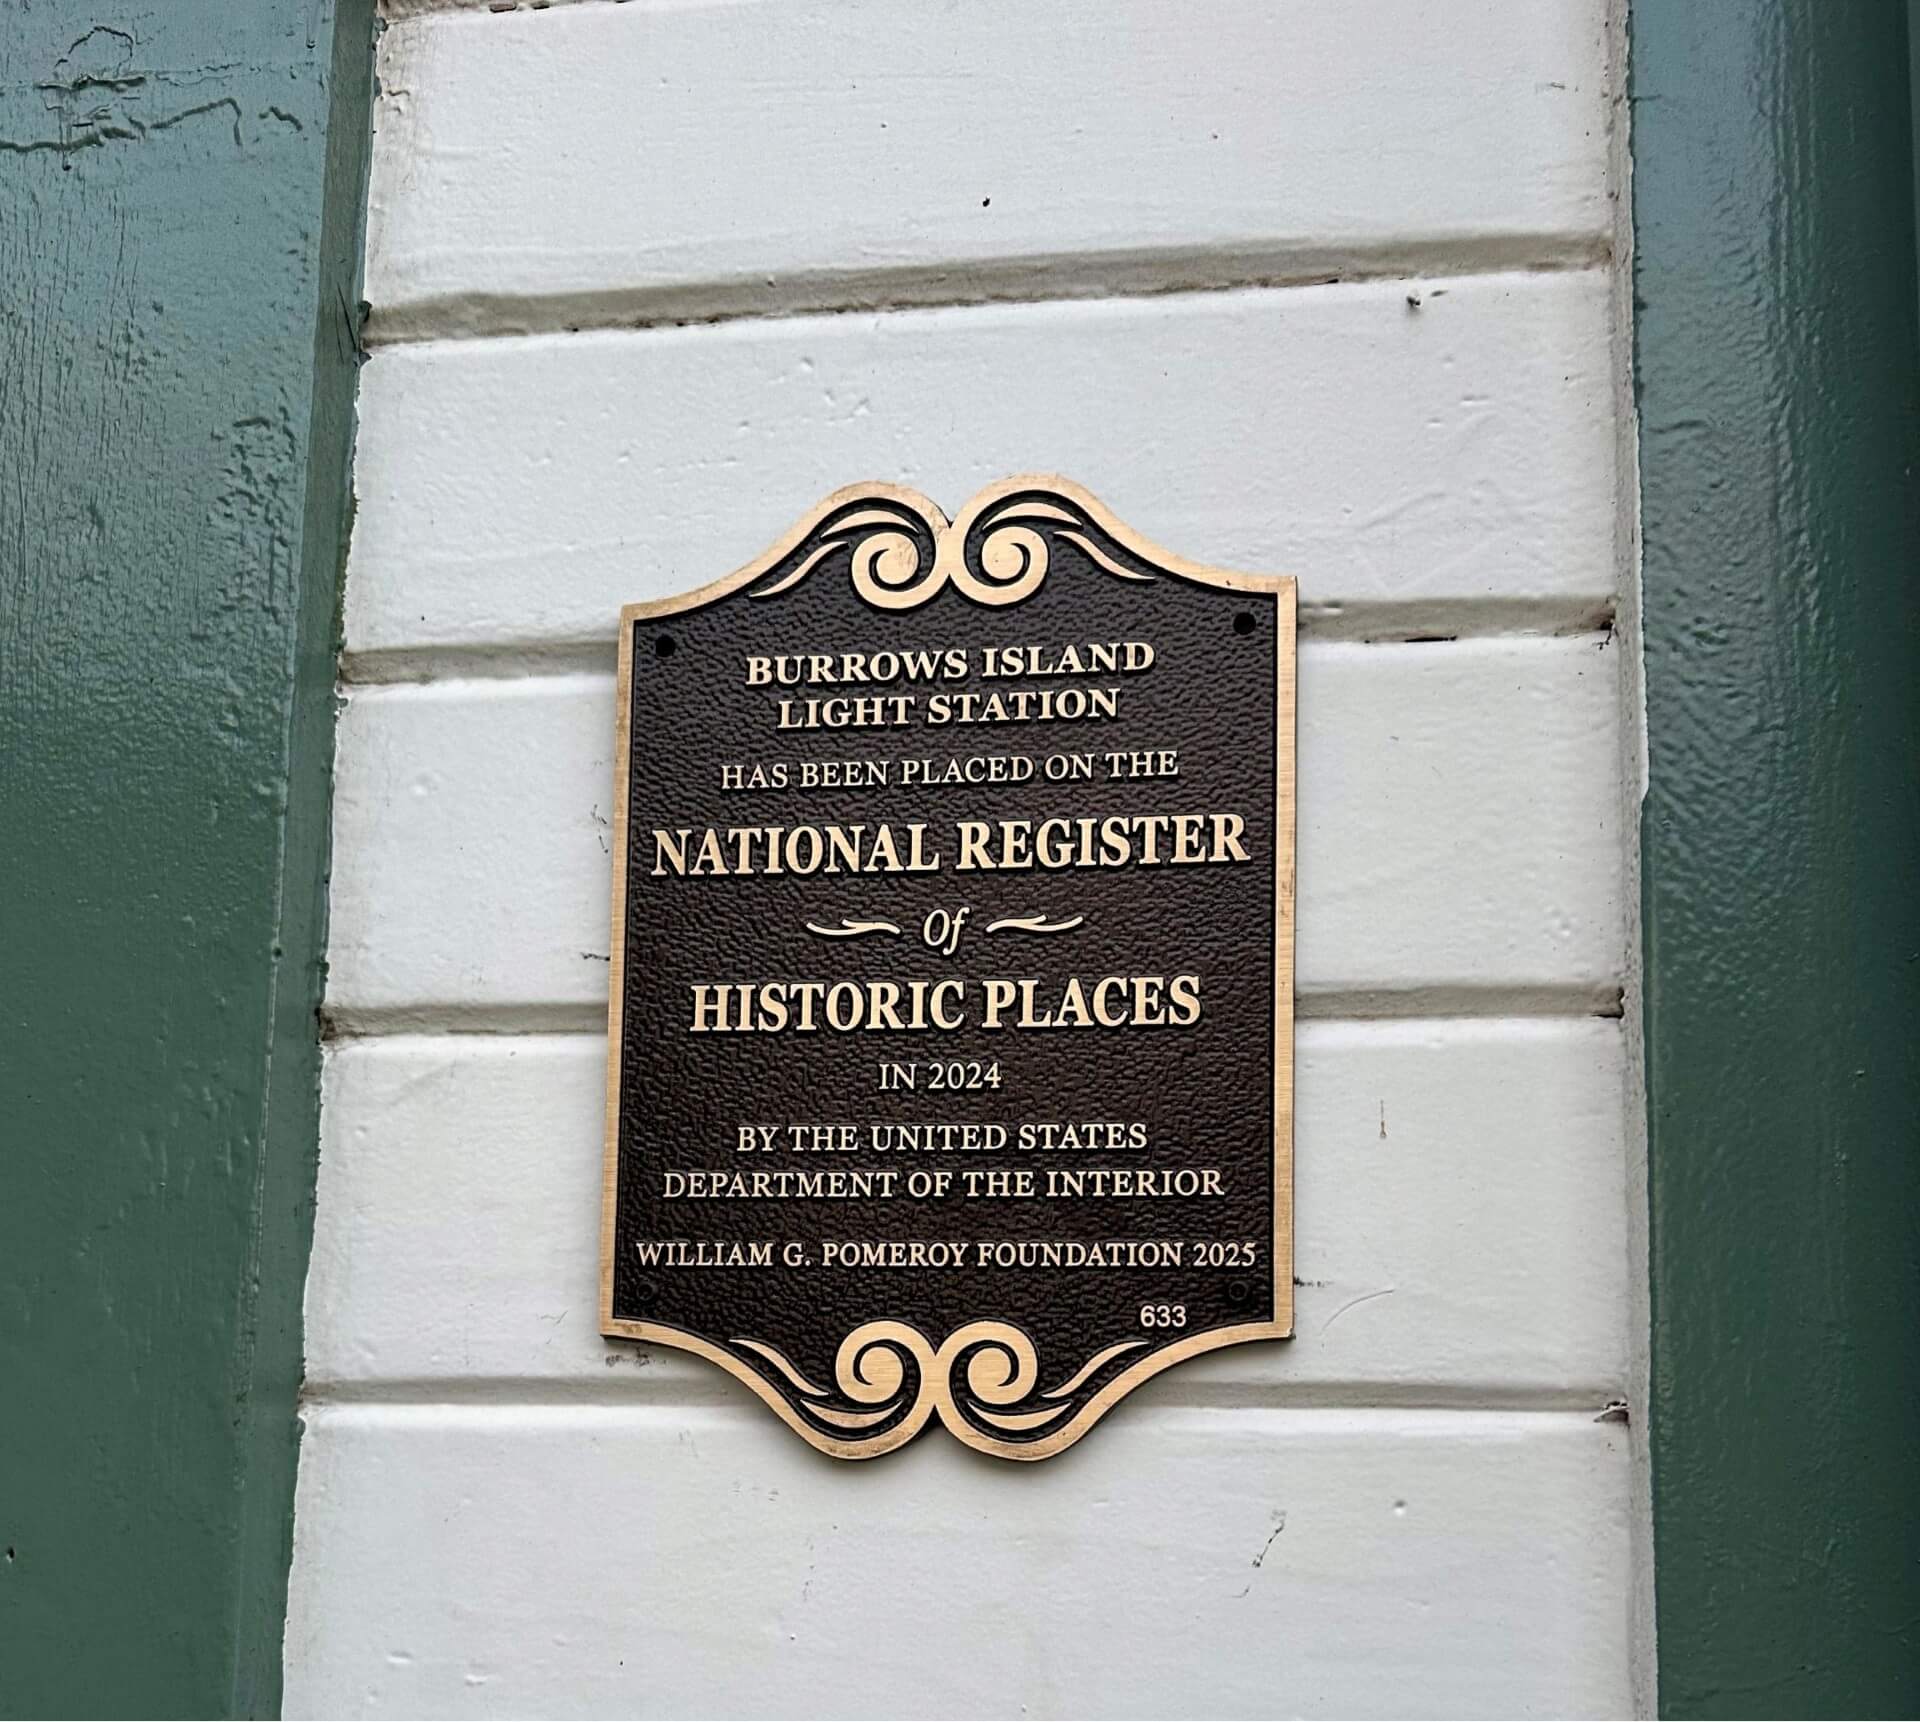 BURROWS ISLAND
LIGHT STATION
HAS BEEN PLACED ON THE
NATIONAL REGISTER
Of
HISTORIC PLACES
IN 2024
BY THE UNITED STATES
DEPARTMENT OF THE INTERIOR
WILLIAM G. POMEROY FOUNDATION 2025
633